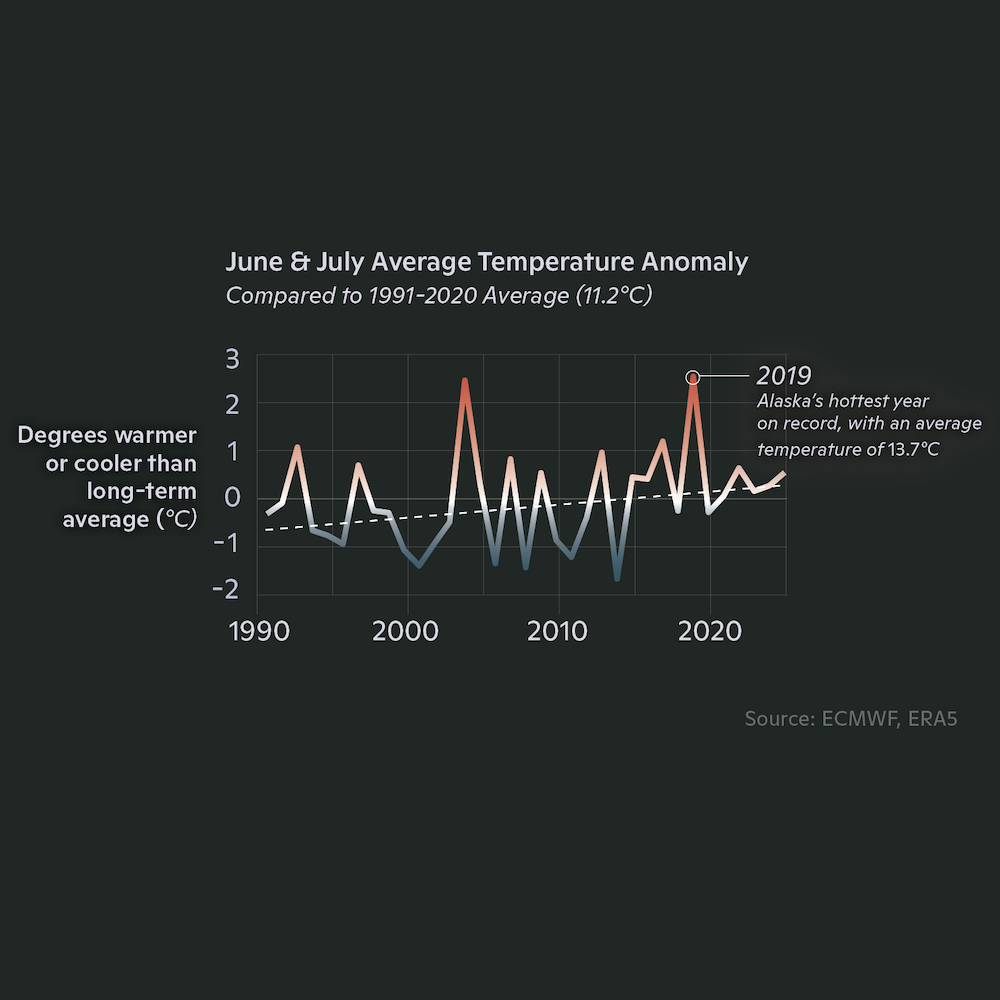 June & July Average Temperature Anomaly
Compared to 1991-2020 Average (11.2°C)
Degrees warmer
or cooler than
long-term
average (°C)
3
2
1
0
-1
-2
1990
2000
2010
2020
2019
Alaska's hottest year
on record, with an average
temperature of 13.7°C
Source: ECMWF, ERA5